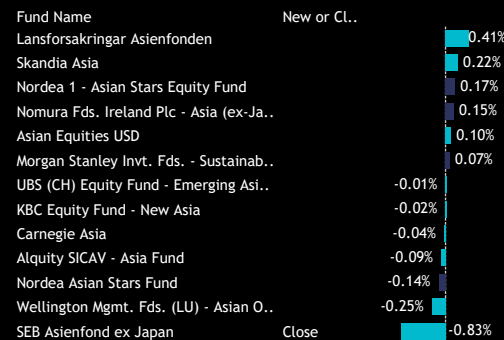 Fund Name New or Cl..
Lansforsakringar Asienfonden 0.41%
Skandia Asia 0.22%
Nordea 1 - Asian Stars Equity Fund 0.17%
Nomura Fds. Ireland Plc - Asia (ex-Ja.. 0.15%
Asian Equities USD 0.10%
Morgan Stanley Invt. Fds. - Sustainab.. 0.07%
UBS (CH) Equity Fund - Emerging Asi.. -0.01%
KBC Equity Fund - New Asia -0.02%
Carnegie Asia -0.04%
Alquity SICAV - Asia Fund -0.09%
Nordea Asian Stars Fund -0.14%
Wellington Mgmt. Fds. (LU) - Asian O.. -0.25%
SEB Asienfond ex Japan Close -0.83%